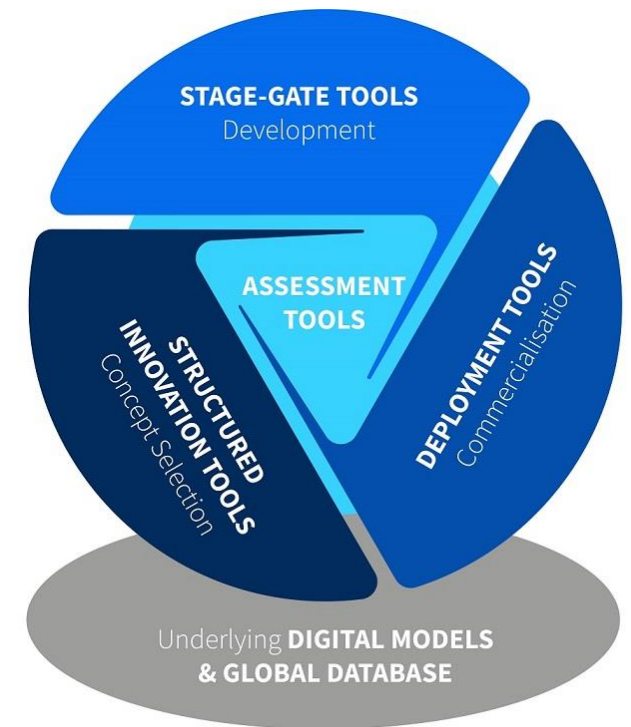 STAGE-GATE TOOLS
Development
ASSESSMENT
TOOLS
DEPLOYMENT TOOLS
Commercialisation
STRUCTURED
INNOVATION TOOLS
Concept Selection
Underlying DIGITAL MODELS
& GLOBAL DATABASE